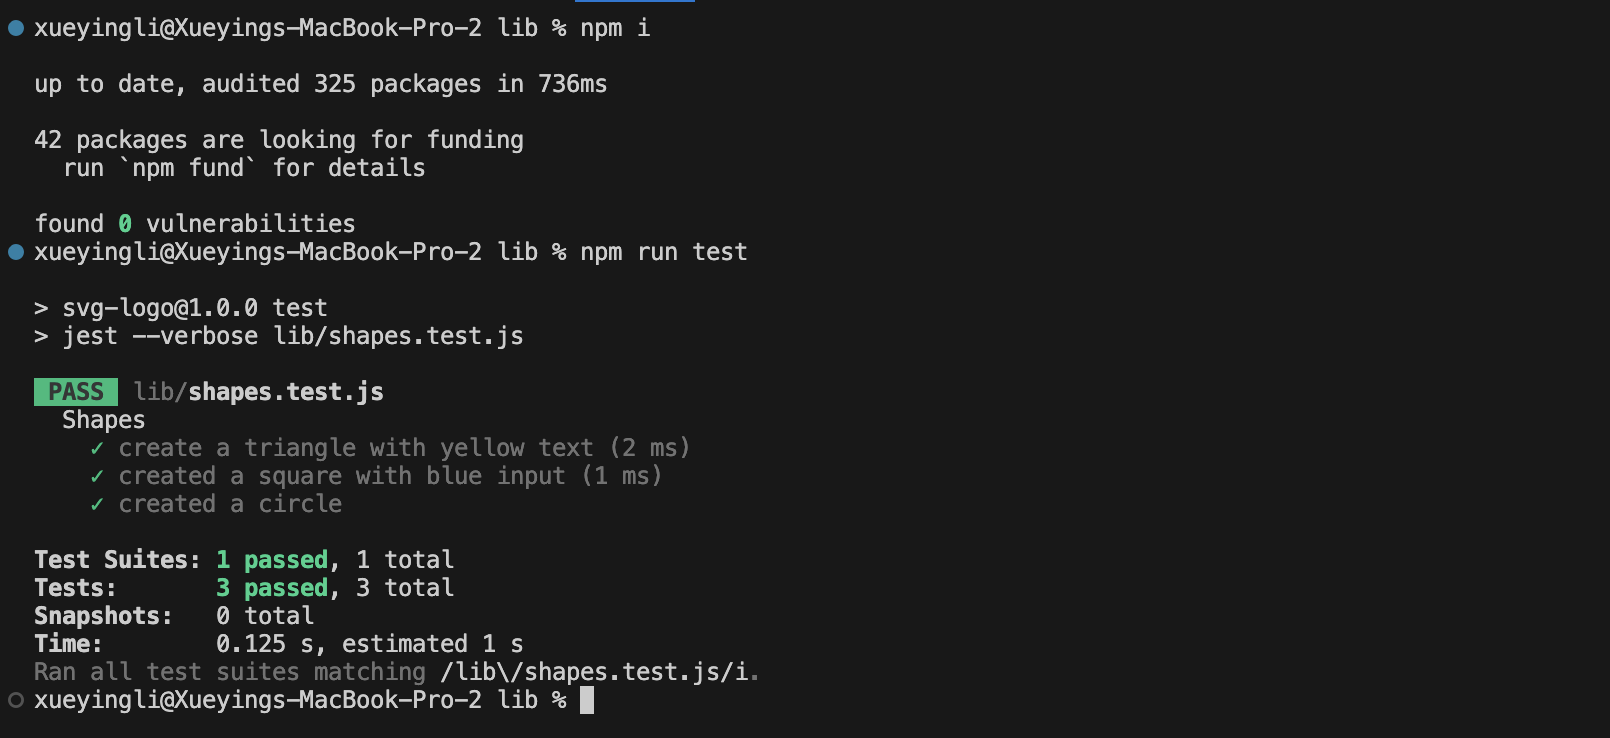 xueyingli@Xueyings-MacBook-Pro-2 lib % npm i
up to date, audited 325 packages in 736ms
42 packages are looking for funding
run `npm fund` for details
found 0 vulnerabilities
xueyingli@Xueyings-MacBook-Pro-2 lib % npm run test
> svg-logo@1.0.0 test
> jest --verbose lib/shapes.test.js
PASS lib/shapes.test.js
Shapes
✓ create a triangle with yellow text (2 ms)
✓ created a square with blue input (1 ms)
✓ created a circle
Test Suites: 1 passed, 1 total
Tests: 3 passed, 3 total
Snapshots: 0 total
Time: 0.125 s, estimated 1 s
Ran all test suites matching /lib\/shapes.test.js/i.
xueyingli@Xueyings-MacBook-Pro-2 lib %